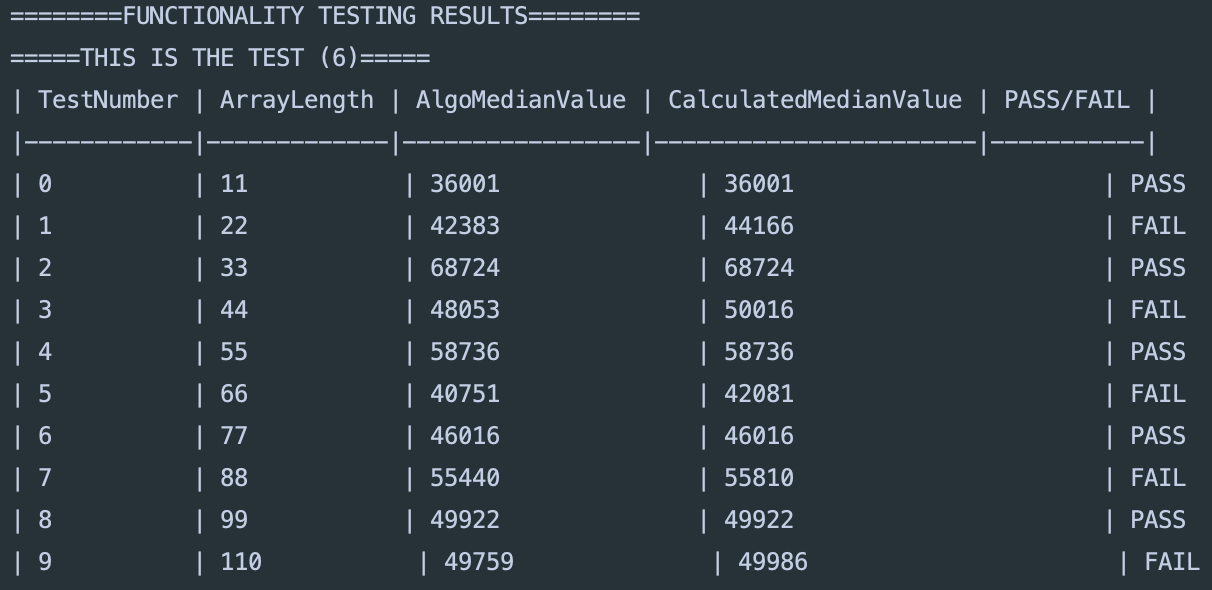 ========FUNCTIONALITY TESTING RESULTS========
=====THIS IS THE TEST (6)=====
| TestNumber | ArrayLength | AlgoMedianValue | CalculatedMedianValue | PASS/FAIL |
|------------|-------------|-----------------|-----------------------|-----------|
| 0          | 11           | 36001              | 36001                      | PASS
| 1          | 22           | 42383              | 44166                      | FAIL
| 2          | 33           | 68724              | 68724                      | PASS
| 3          | 44           | 48053              | 50016                      | FAIL
| 4          | 55           | 58736              | 58736                      | PASS
| 5          | 66           | 40751              | 42081                      | FAIL
| 6          | 77           | 46016              | 46016                      | PASS
| 7          | 88           | 55440              | 55810                      | FAIL
| 8          | 99           | 49922              | 49922                      | PASS
| 9          | 110           | 49759              | 49986                      | FAIL